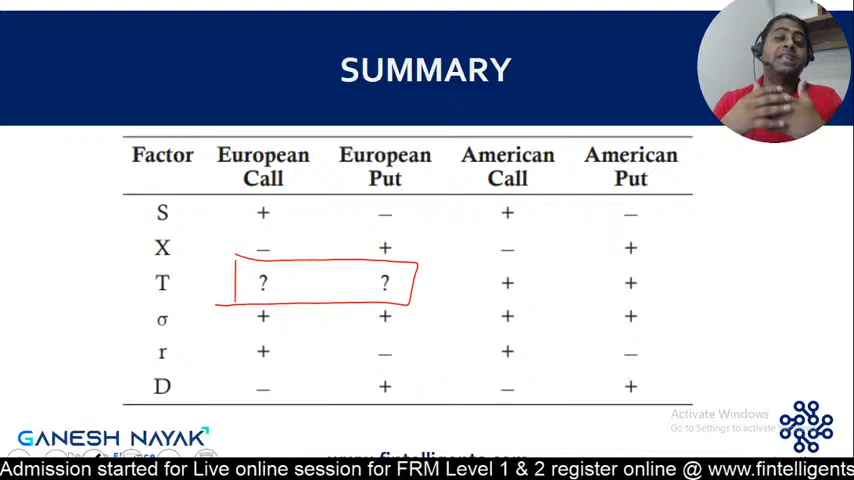 SUMMARY
Factor European Call European Put American Call American Put
S + – + –
X – + – +
T ? ? + +
σ + + + +
r + – + –
D – + – +
Activate Windows
Go to Settings to activate
GANESH NAYAK
Admission started for Live online session for FRM Level 1 & 2 register online @ www.fintelligents